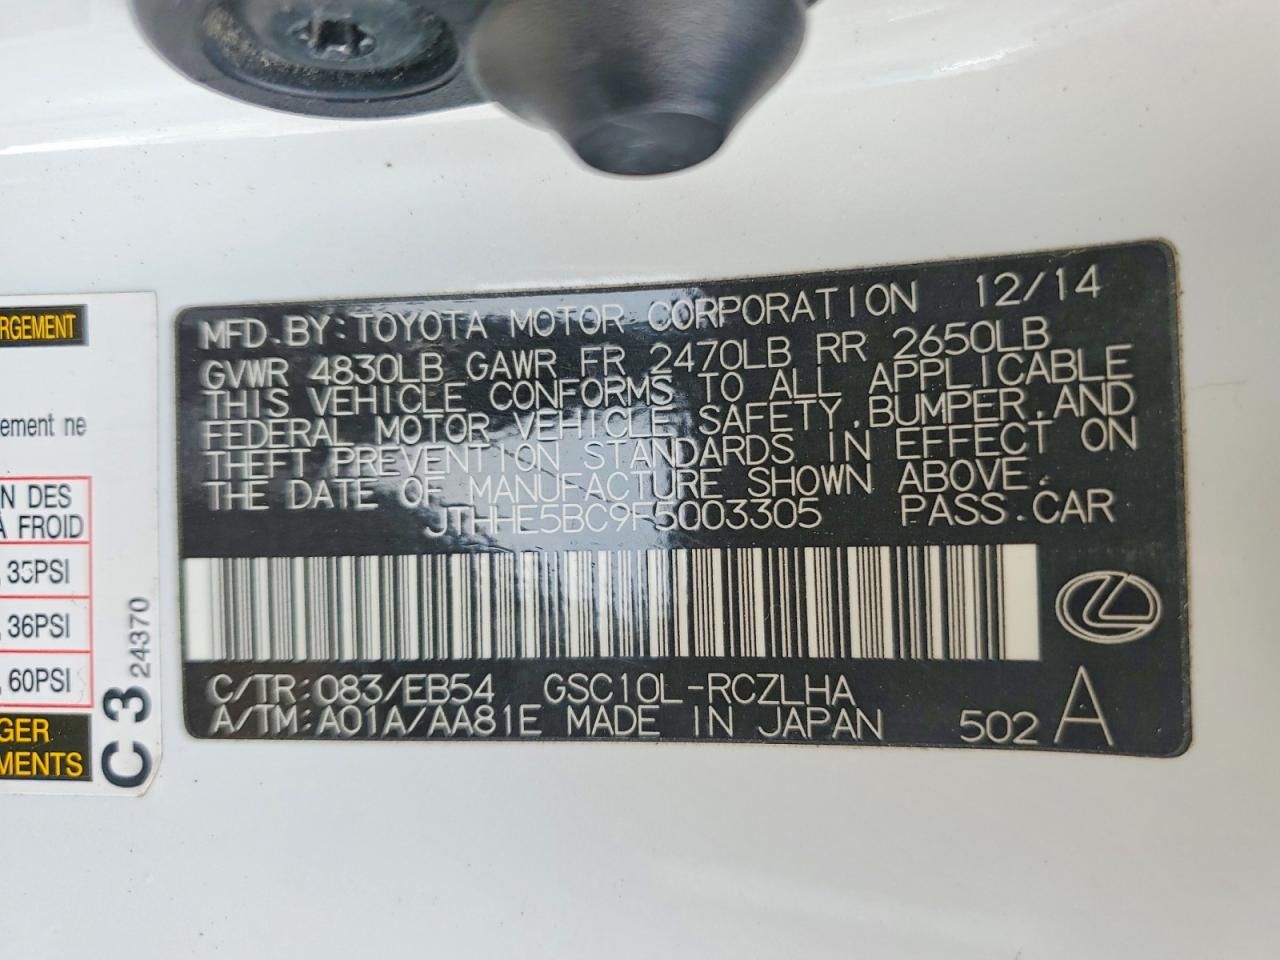 RGEMENT
ement ne
N DES
A FROID
35PSI
36PSI
60PSI
GER
MENTS
C 3
24370
MFD. BY: TOYOTA MOTOR CORPORATION 12/14
GVWR 4830LB GAWR FR 2470LB RR 2650LB
THIS VEHICLE CONFORMS TO ALL APPLICABLE
FEDERAL MOTOR VEHICLE SAFETY, BUMPER, AND
THEFT PREVENTION STANDARDS IN EFFECT ON
THE DATE OF MANUFACTURE SHOWN ABOVE.
JTHHE5BC9F5003305 PASS. CAR
C/TR: 083/EB54 GSC10L-RCZLHA
A/TM: A01A/AA81E MADE IN JAPAN 502 A